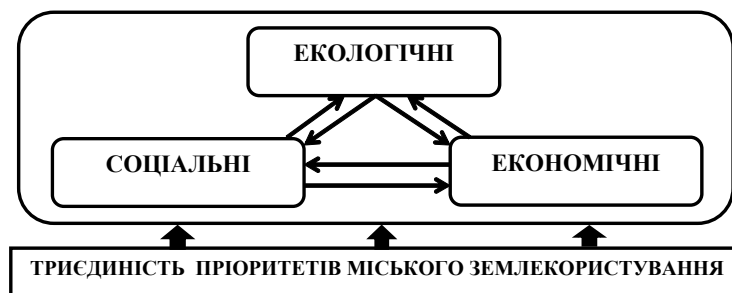 ЕКОЛОГІЧНІ
СОЦІАЛЬНІ
ЕКОНОМІЧНІ
ТРИЄДИНІСТЬ ПРІОРИТЕТІВ МІСЬКОГО ЗЕМЛЕКОРИСТУВАННЯ